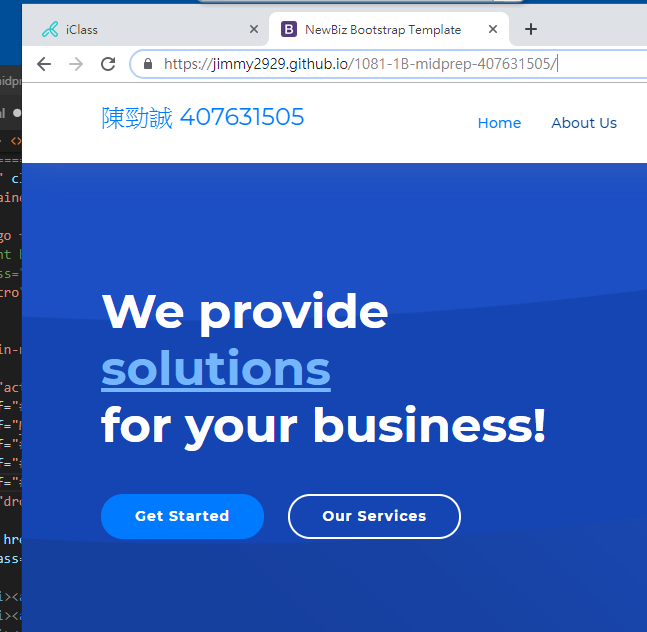 iClass
NewBiz Bootstrap Template
https://jimmy2929.github.io/1081-1B-midprep-407631505/
陳勁誠 407631505
Home
About Us
We provide
solutions
for your business!
Get Started
Our Services